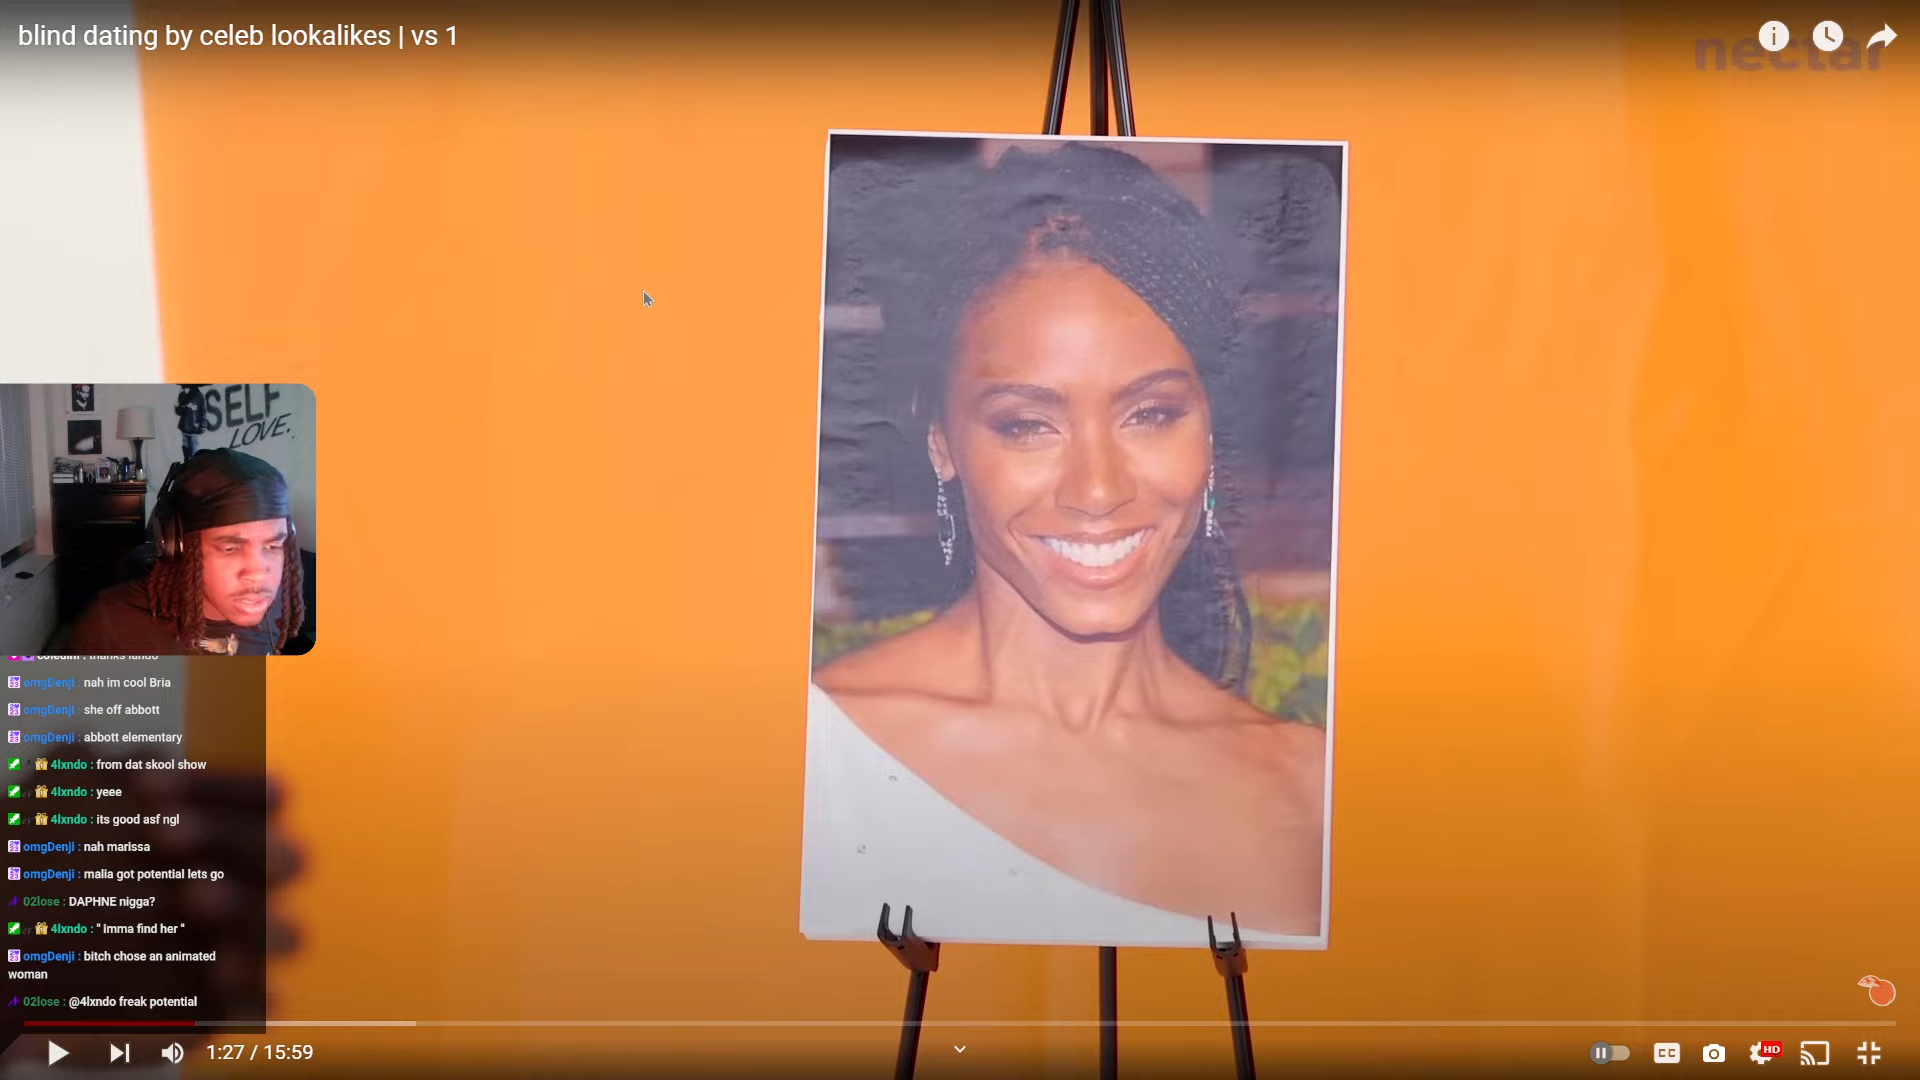 blind dating by celeb lookalikes | vs 1
nectar
SELF
LOVE.
thanks lando
omgDenji : nah im cool Bria
omgDenji : she off abbott
omgDenji : abbott elementary
4lxndo : from dat skool show
4lxndo : yeee
4lxndo : its good asf ngl
omgDenji : nah marissa
omgDenji : malia got potential lets go
02lose : DAPHNE nigga?
4lxndo : " Imma find her "
omgDenji : bitch chose an animated
woman
02lose : @4lxndo freak potential
1:27 / 15:59
CC
HD